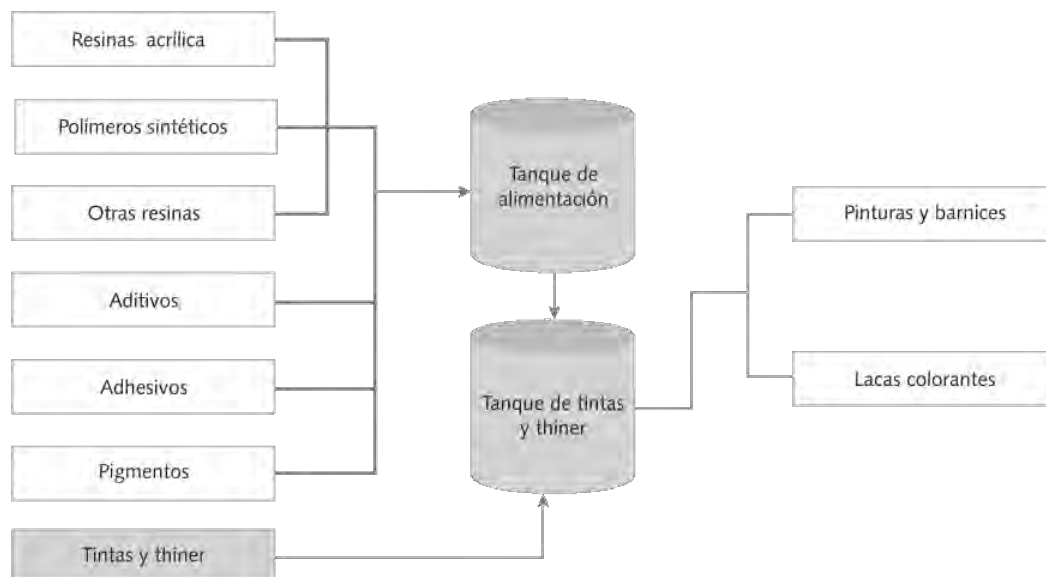 Resinas acrílica
Polímeros sintéticos
Otras resinas
Aditivos
Adhesivos
Pigmentos
Tintas y thiner
Tanque de
alimentación
Tanque de tintas
y thiner
Pinturas y barnices
Lacas colorantes